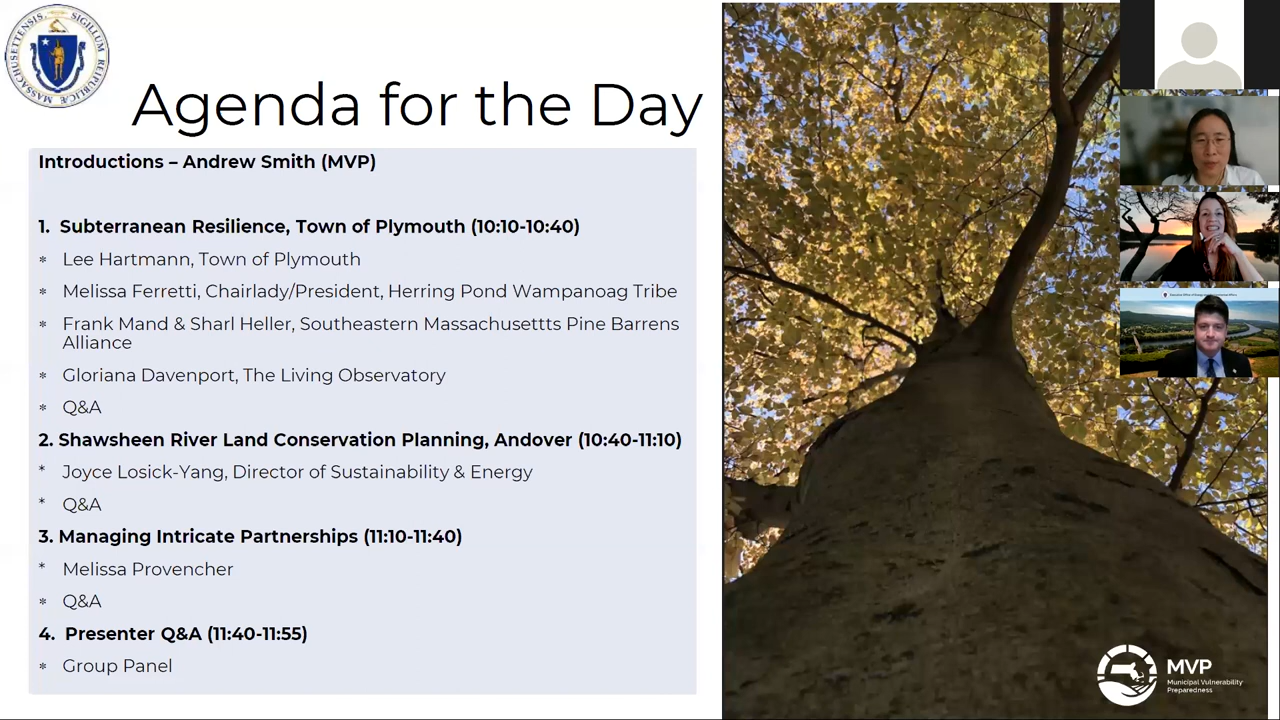 Agenda for the Day
Introductions – Andrew Smith (MVP)
1. Subterranean Resilience, Town of Plymouth (10:10-10:40)
* Lee Hartmann, Town of Plymouth
* Melissa Ferretti, Chairlady/President, Herring Pond Wampanoag Tribe
* Frank Mand & Sharl Heller, Southeastern Massachusettts Pine Barrens
Alliance
* Gloriana Davenport, The Living Observatory
* Q&A
2. Shawsheen River Land Conservation Planning, Andover (10:40-11:10)
* Joyce Losick-Yang, Director of Sustainability & Energy
* Q&A
3. Managing Intricate Partnerships (11:10-11:40)
* Melissa Provencher
* Q&A
4. Presenter Q&A (11:40-11:55)
* Group Panel
MVP
Municipal Vulnerability
Preparedness